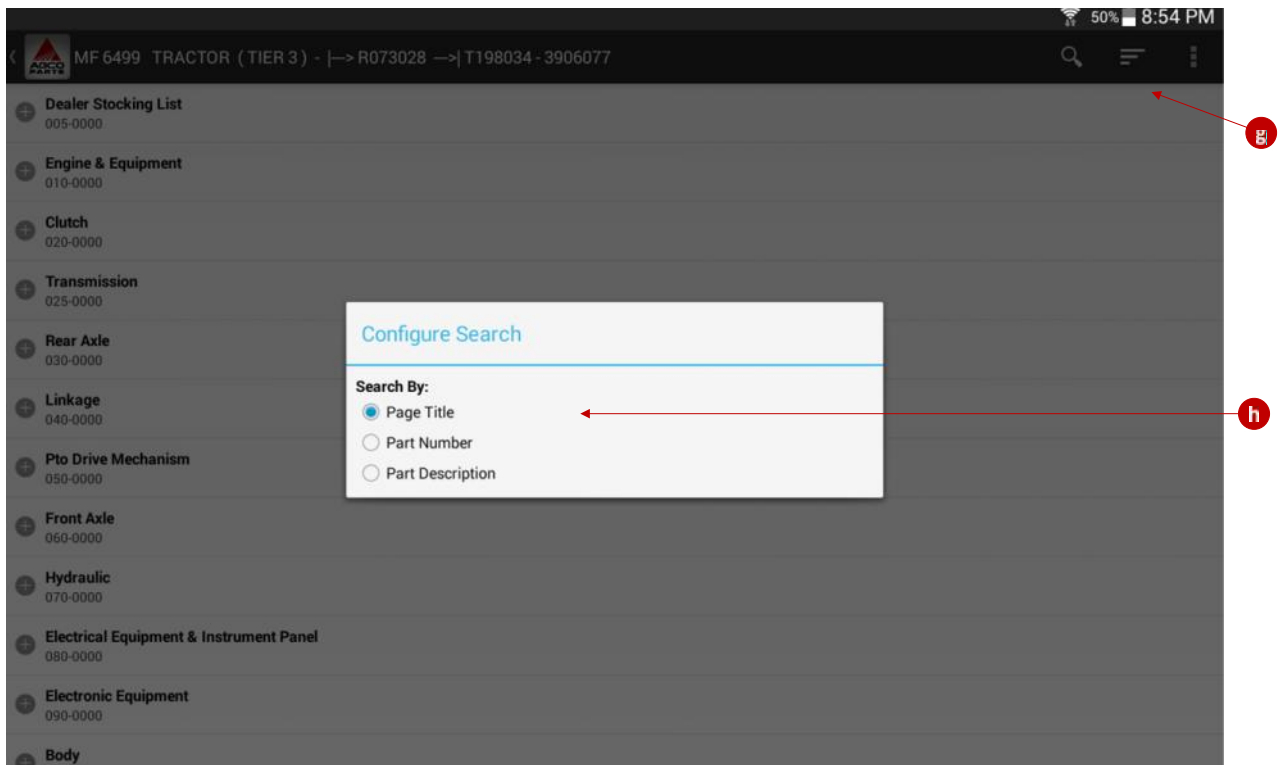 50% 8:54 PM
AGCO
PARTS
MF 6499 TRACTOR ( TIER 3 ) - |—> R073028 —>| T198034 - 3906077
Dealer Stocking List
005-0000
g
Engine & Equipment
010-0000
Clutch
020-0000
Transmission
025-0000
Rear Axle
030-0000
Linkage
040-0000
Pto Drive Mechanism
050-0000
Front Axle
060-0000
Hydraulic
070-0000
Electrical Equipment & Instrument Panel
080-0000
Electronic Equipment
090-0000
Body
Configure Search
Search By:
Page Title
h
Part Number
Part Description